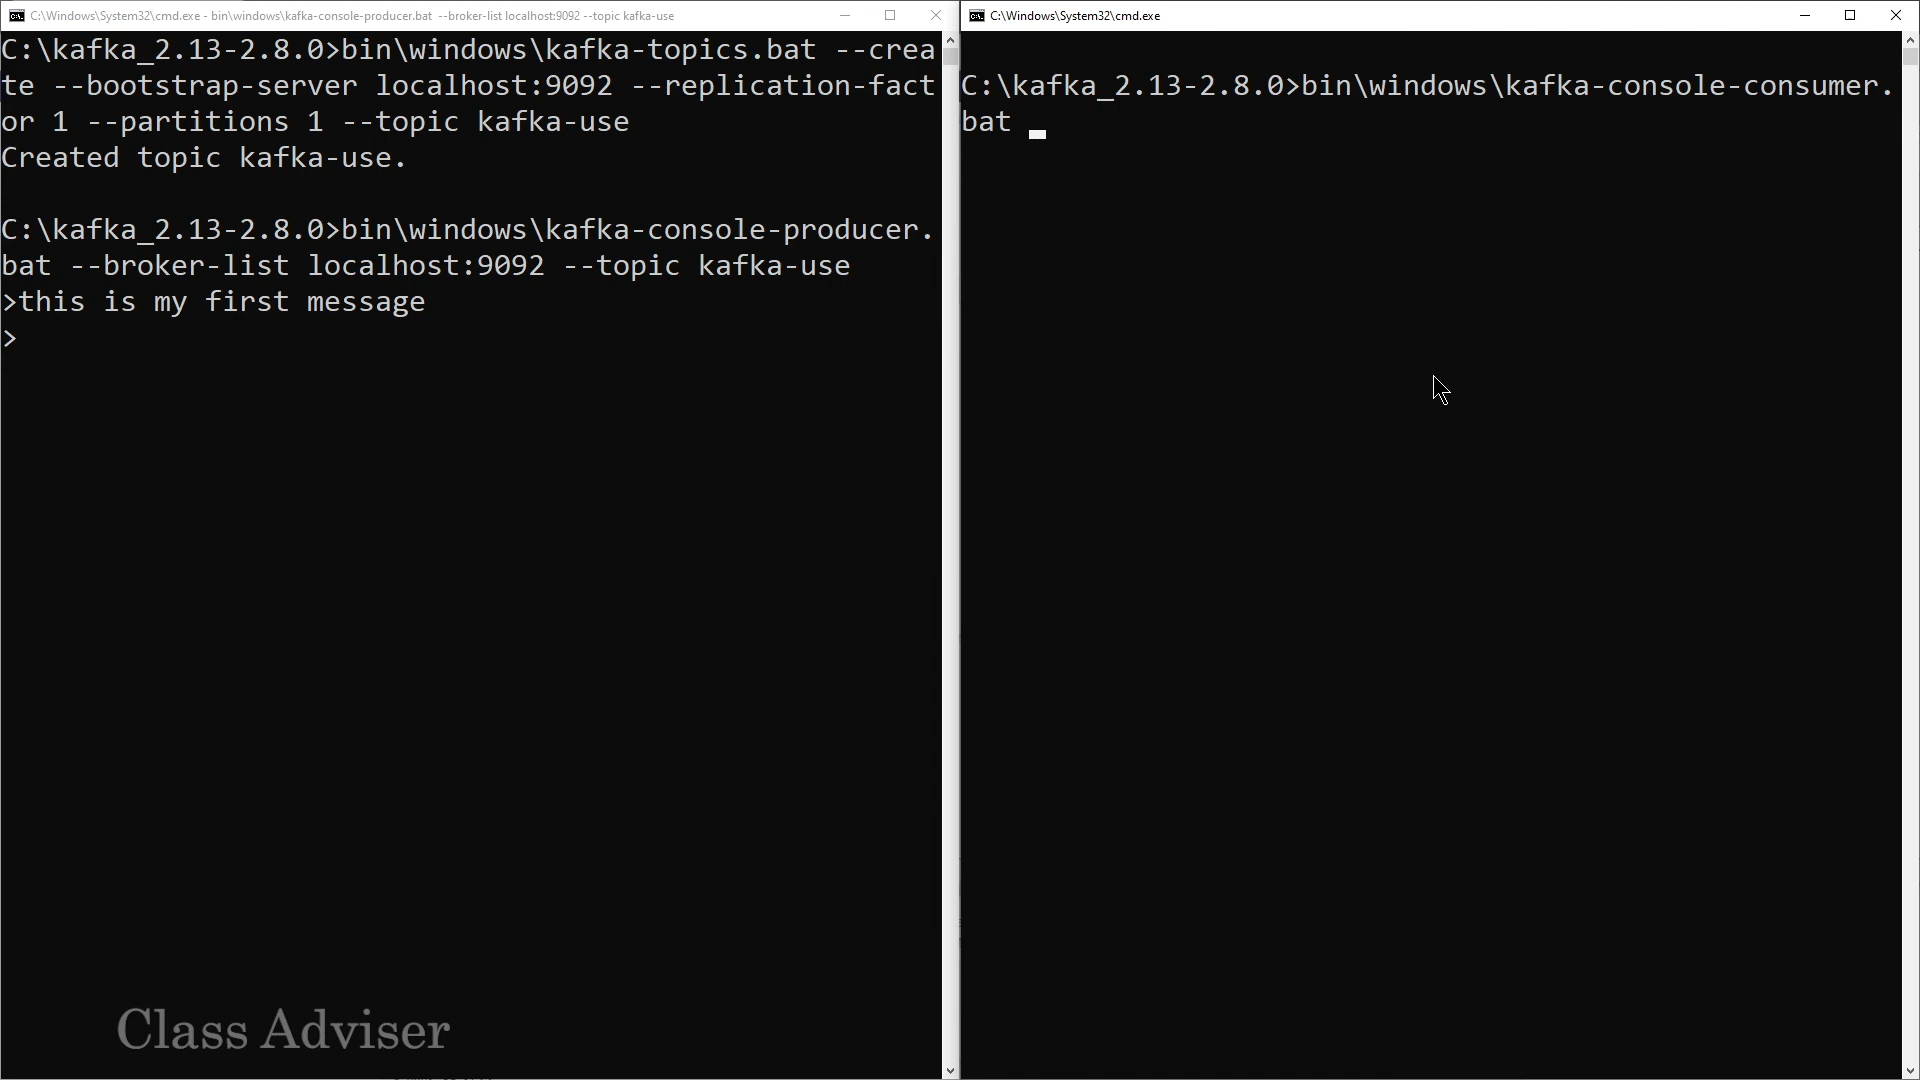 C:\Windows\System32\cmd.exe - bin\windows\kafka-console-producer.bat --broker-list localhost:9092 --topic kafka-use
C:\kafka_2.13-2.8.0>bin\windows\kafka-topics.bat --crea
te --bootstrap-server localhost:9092 --replication-fact
or 1 --partitions 1 --topic kafka-use
Created topic kafka-use.
C:\kafka_2.13-2.8.0>bin\windows\kafka-console-producer.
bat --broker-list localhost:9092 --topic kafka-use
>this is my first message
>
Class Adviser
C:\Windows\System32\cmd.exe
C:\kafka_2.13-2.8.0>bin\windows\kafka-console-consumer.
bat